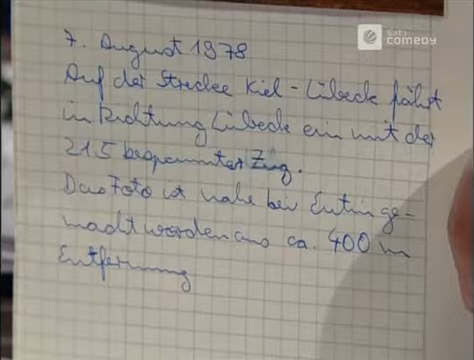 Sat.1
comedy
7. August 1978
Auf der Strecke Kiel - Lübeck fährt
in Richtung Lübeck ein mit der
215 bespannter Zug.
Das Foto ist nahe bei Eutin ge-
macht worden aus ca. 400 m
Entfernung